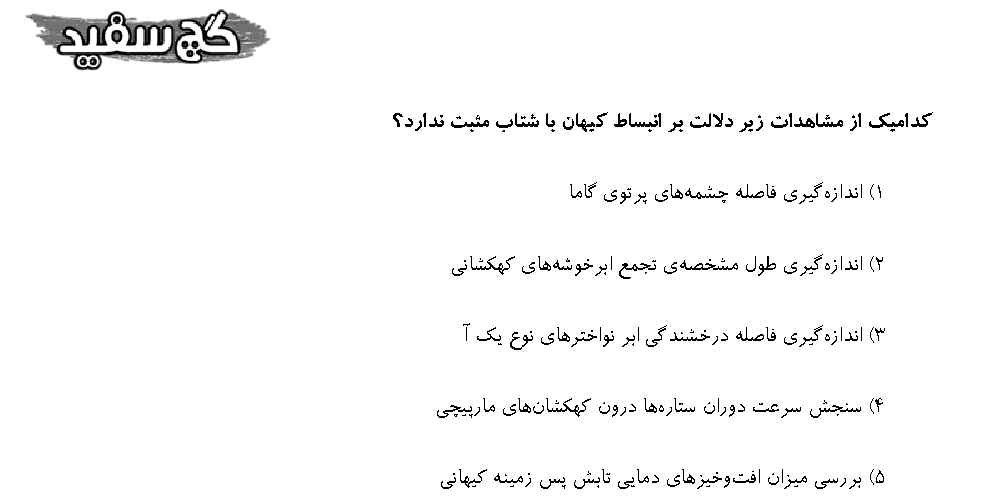 گچ سفید
کدامیک از مشاهدات زیر دلالت بر انبساط کیهان با شتاب مثبت ندارد؟
۱) اندازه‌گیری فاصله چشمه‌های پرتوی گاما
۲) اندازه‌گیری طول مشخصه‌ی تجمع ابرخوشه‌های کهکشانی
۳) اندازه‌گیری فاصله درخشندگی ابر نواخترهای نوع یک آ
۴) سنجش سرعت دوران ستاره‌ها درون کهکشان‌های مارپیچی
۵) بررسی میزان افت‌وخیزهای دمایی تابش پس زمینه کیهانی